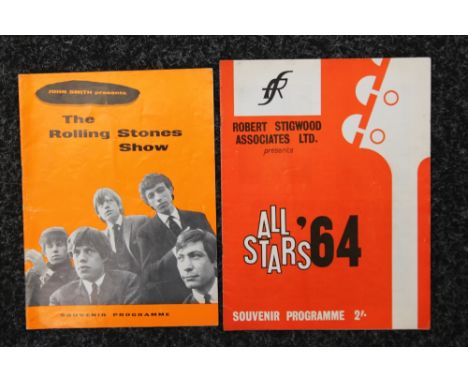 JOHN SMITH presents
The
Rolling Stones
Show
SOUVENIR PROGRAMME
ROBERT STIGWOOD
ASSOCIATES LTD.
presents
ALL
STARS '64
SOUVENIR PROGRAMME 2/-